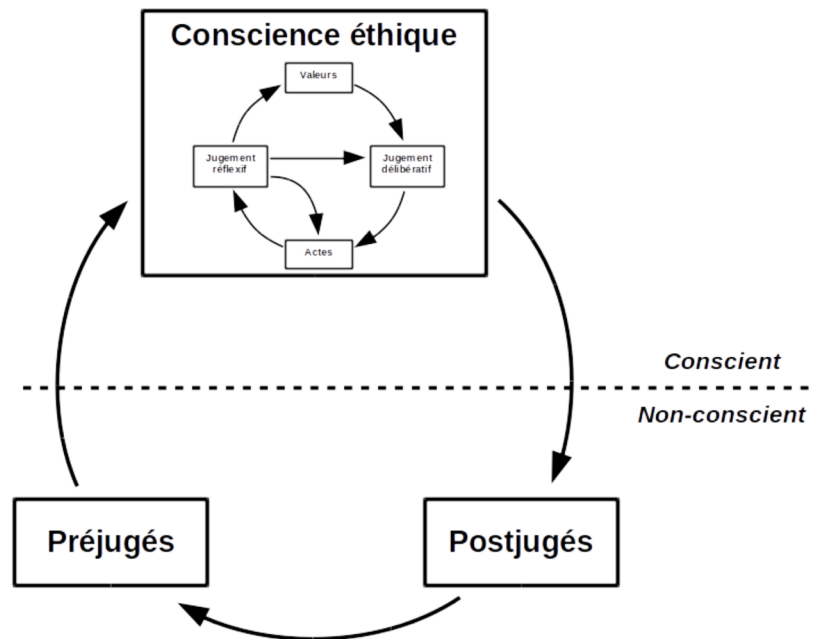 Conscience éthique
Valeurs
Jugement
réflexif
Jugement
délibératif
Actes
Conscient
Non-conscient
Préjugés
Postjugés